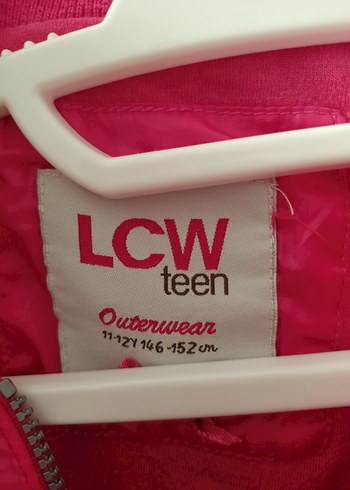 LCW
teen
Outerwear
11-12Y 146-152 cm